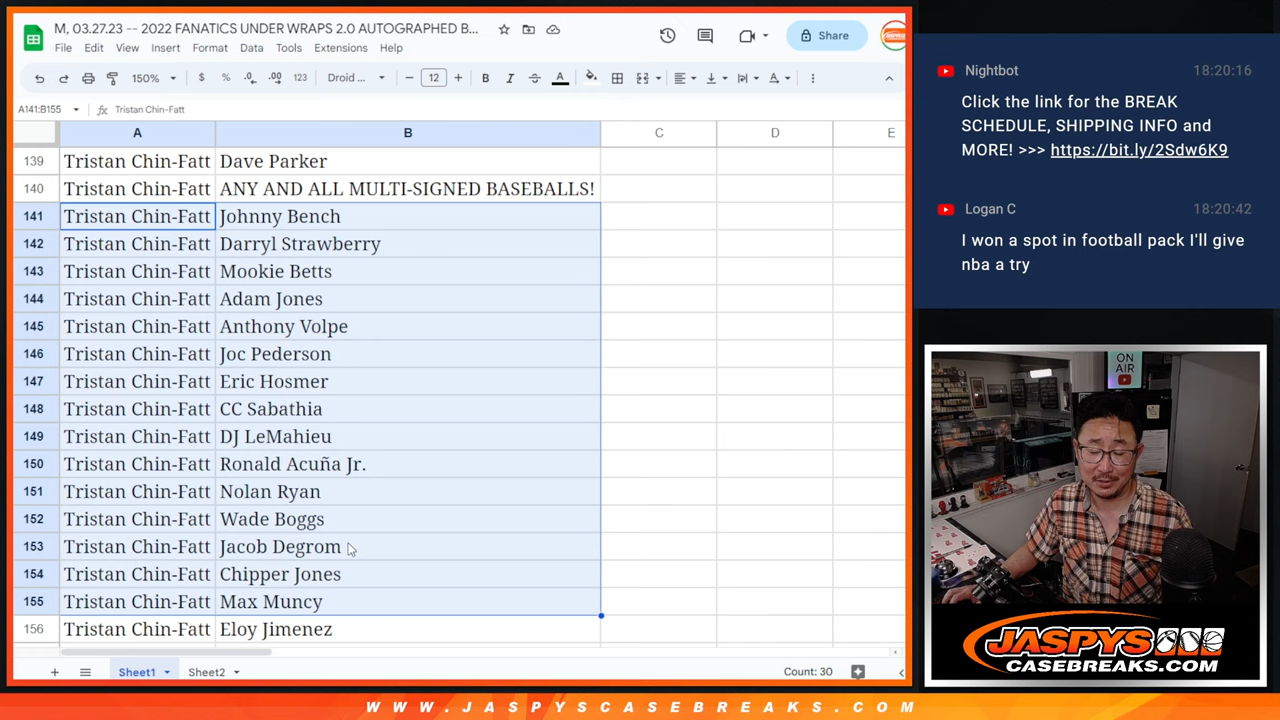 M, 03.27.23 -- 2022 FANATICS UNDER WRAPS 2.0 AUTOGRAPHED B...
File Edit View Insert Format Data Tools Extensions Help
Share
150% $ % .0 .00 123 Droid ... 12 B I A
A141:B155 fx Tristan Chin-Fatt
A B C D E
139 Tristan Chin-Fatt Dave Parker
140 Tristan Chin-Fatt ANY AND ALL MULTI-SIGNED BASEBALLS!
141 Tristan Chin-Fatt Johnny Bench
142 Tristan Chin-Fatt Darryl Strawberry
143 Tristan Chin-Fatt Mookie Betts
144 Tristan Chin-Fatt Adam Jones
145 Tristan Chin-Fatt Anthony Volpe
146 Tristan Chin-Fatt Joc Pederson
147 Tristan Chin-Fatt Eric Hosmer
148 Tristan Chin-Fatt CC Sabathia
149 Tristan Chin-Fatt DJ LeMahieu
150 Tristan Chin-Fatt Ronald Acuña Jr.
151 Tristan Chin-Fatt Nolan Ryan
152 Tristan Chin-Fatt Wade Boggs
153 Tristan Chin-Fatt Jacob Degrom
154 Tristan Chin-Fatt Chipper Jones
155 Tristan Chin-Fatt Max Muncy
156 Tristan Chin-Fatt Eloy Jimenez
Sheet1 Sheet2 Count: 30
Nightbot 18:20:16
Click the link for the BREAK
SCHEDULE, SHIPPING INFO and
MORE! >>> https://bit.ly/2Sdw6K9
Logan C 18:20:42
I won a spot in football pack I'll give
nba a try
ON
AIR
JASPYS
CASEBREAKS.COM
WWW.JASPYSCASEBREAKS.COM